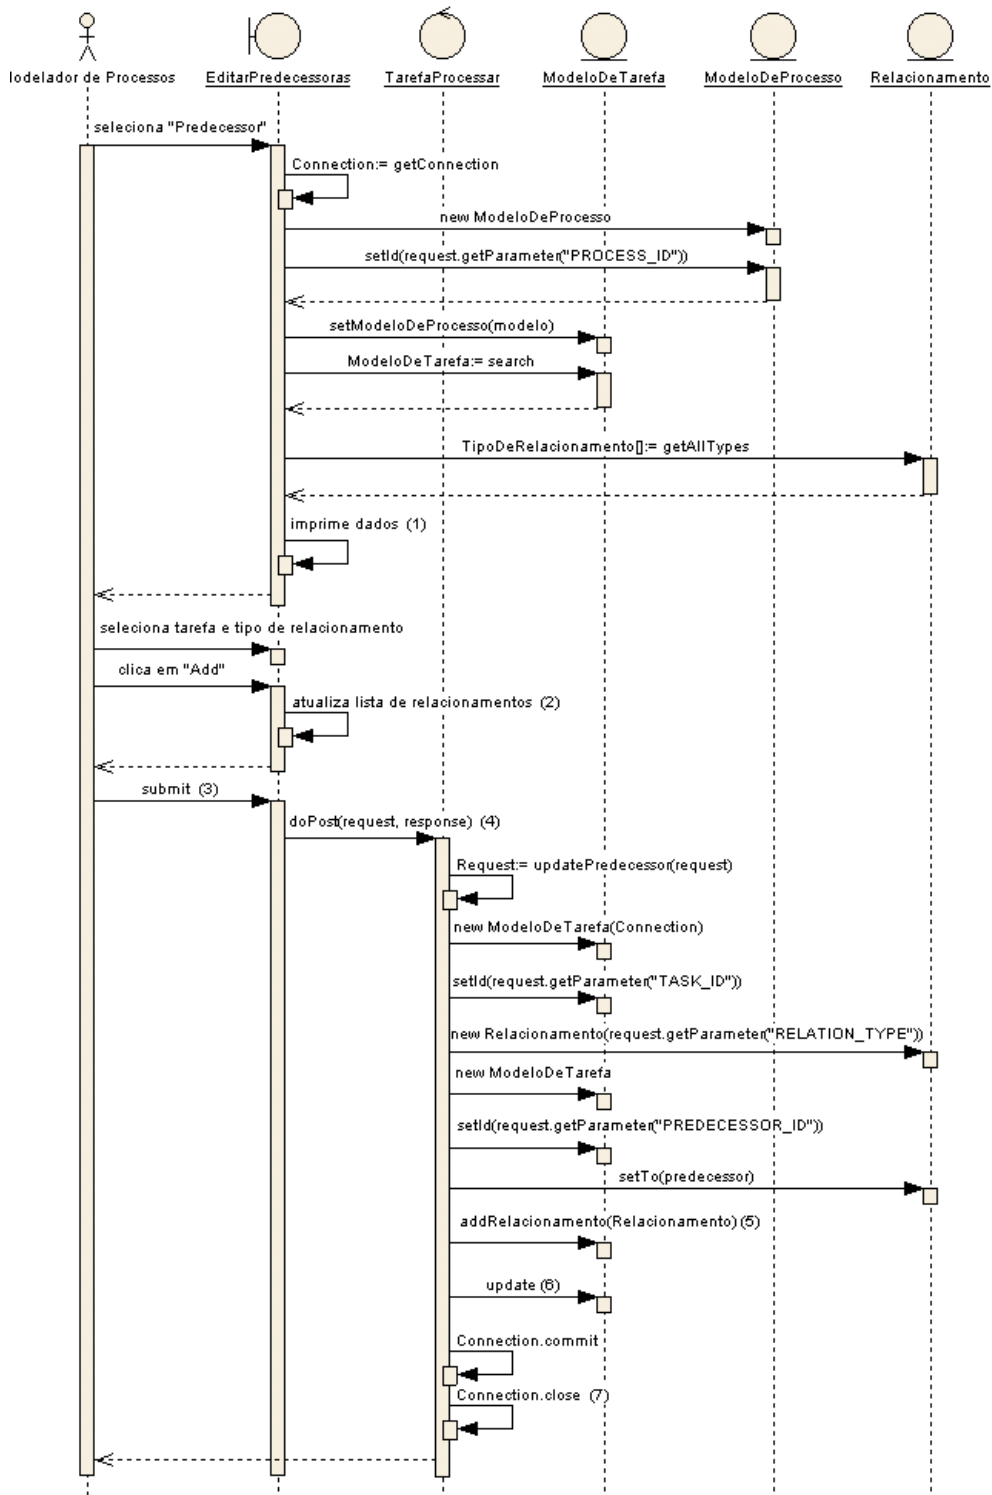 lodelador de Processos EditarPredecessoras TarefaProcessar ModeloDeTarefa ModeloDeProcesso Relacionamento
seleciona "Predecessor"
Connection:= getConnection
new ModeloDeProcesso
setId(request.getParameter("PROCESS_ID"))
setModeloDeProcesso(modelo)
ModeloDeTarefa:= search
TipoDeRelacionamento[]:= getAllTypes
imprime dados (1)
seleciona tarefa e tipo de relacionamento
clica em "Add"
atualiza lista de relacionamentos (2)
submit (3)
doPost(request, response) (4)
Request:= updatePredecessor(request)
new ModeloDeTarefa(Connection)
setId(request.getParameter("TASK_ID"))
new Relacionamento(request.getParameter("RELATION_TYPE"))
new ModeloDeTarefa
setId(request.getParameter("PREDECESSOR_ID"))
setTo(predecessor)
addRelacionamento(Relacionamento) (5)
update (6)
Connection.commit
Connection.close (7)